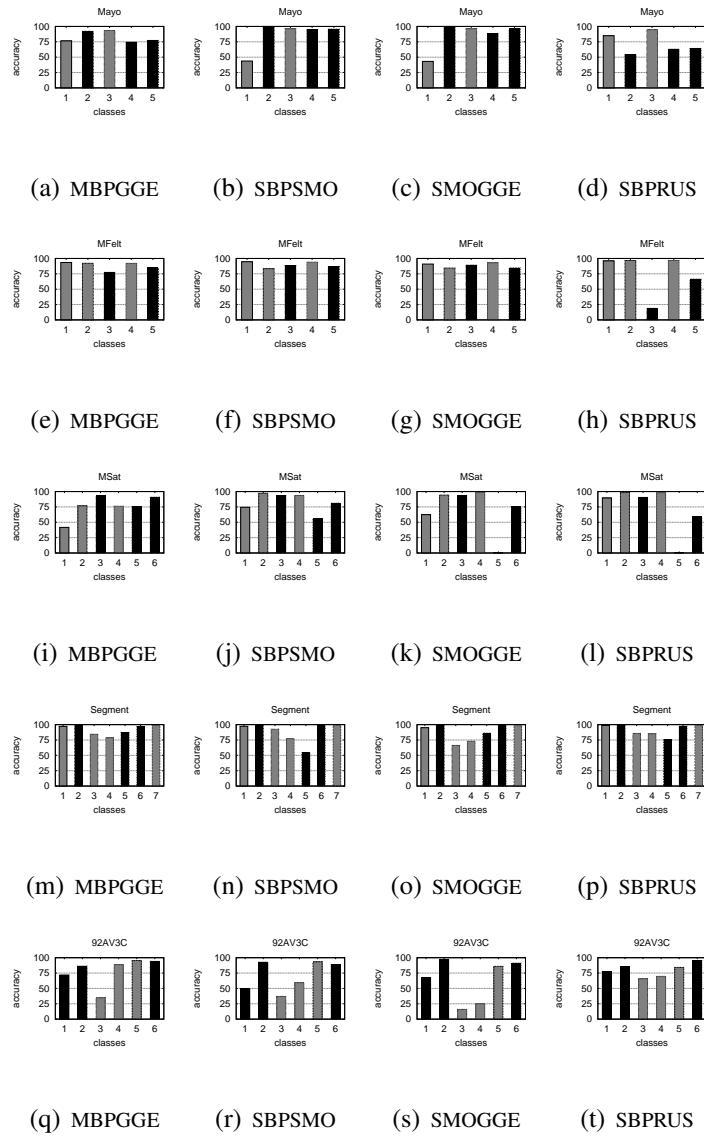 Mayo Mayo Mayo Mayo
accuracy accuracy accuracy accuracy
100 100 100 100
75 75 75 75
50 50 50 50
25 25 25 25
0 0 0 0
1 2 3 4 5 1 2 3 4 5 1 2 3 4 5 1 2 3 4 5
classes classes classes classes
(a) MBPGGE (b) SBPSMO (c) SMOGGE (d) SBPRUS
MFelt MFelt MFelt MFelt
accuracy accuracy accuracy accuracy
100 100 100 100
75 75 75 75
50 50 50 50
25 25 25 25
0 0 0 0
1 2 3 4 5 1 2 3 4 5 1 2 3 4 5 1 2 3 4 5
classes classes classes classes
(e) MBPGGE (f) SBPSMO (g) SMOGGE (h) SBPRUS
MSat MSat MSat MSat
accuracy accuracy accuracy accuracy
100 100 100 100
75 75 75 75
50 50 50 50
25 25 25 25
0 0 0 0
1 2 3 4 5 6 1 2 3 4 5 6 1 2 3 4 5 6 1 2 3 4 5 6
classes classes classes classes
(i) MBPGGE (j) SBPSMO (k) SMOGGE (l) SBPRUS
Segment Segment Segment Segment
accuracy accuracy accuracy accuracy
100 100 100 100
75 75 75 75
50 50 50 50
25 25 25 25
0 0 0 0
1 2 3 4 5 6 7 1 2 3 4 5 6 7 1 2 3 4 5 6 7 1 2 3 4 5 6 7
classes classes classes classes
(m) MBPGGE (n) SBPSMO (o) SMOGGE (p) SBPRUS
92AV3C 92AV3C 92AV3C 92AV3C
accuracy accuracy accuracy accuracy
100 100 100 100
75 75 75 75
50 50 50 50
25 25 25 25
0 0 0 0
1 2 3 4 5 6 1 2 3 4 5 6 1 2 3 4 5 6 1 2 3 4 5 6
classes classes classes classes
(q) MBPGGE (r) SBPSMO (s) SMOGGE (t) SBPRUS